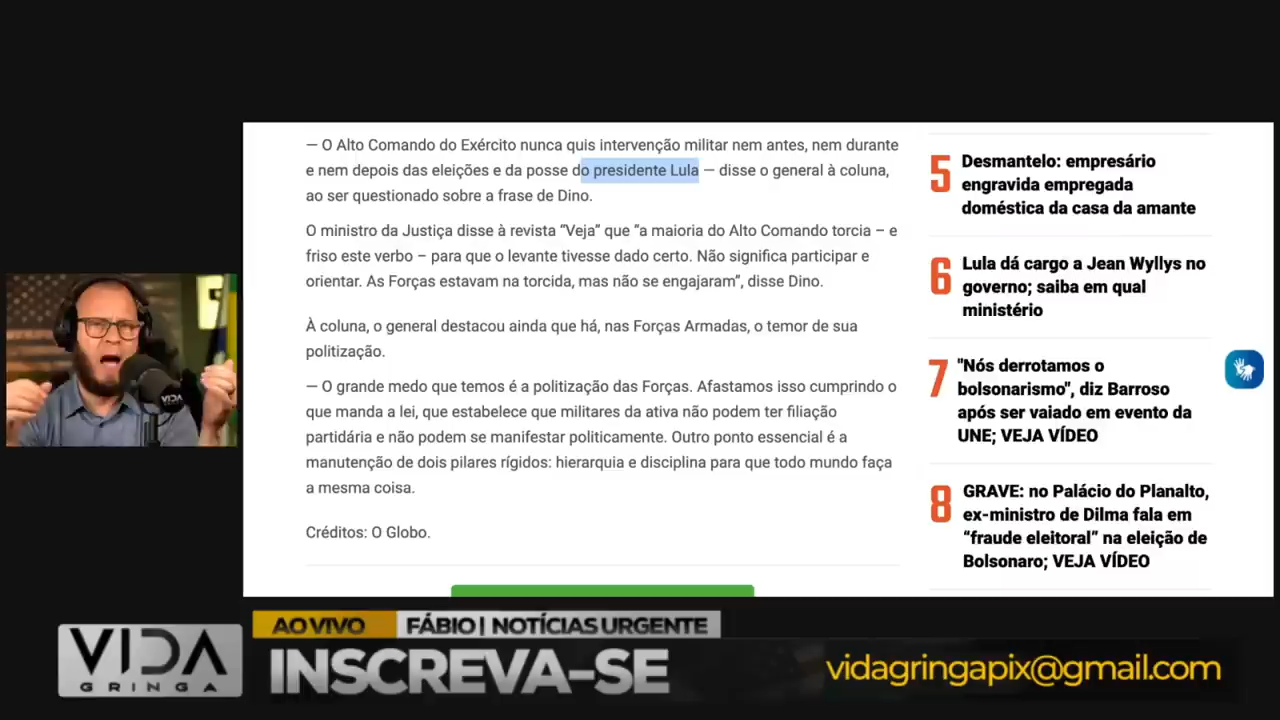 — O Alto Comando do Exército nunca quis intervenção militar nem antes, nem durante
e nem depois das eleições e da posse do presidente Lula — disse o general à coluna,
ao ser questionado sobre a frase de Dino.
O ministro da Justiça disse à revista “Veja” que “a maioria do Alto Comando torcia – e
friso este verbo – para que o levante tivesse dado certo. Não significa participar e
orientar. As Forças estavam na torcida, mas não se engajaram”, disse Dino.
À coluna, o general destacou ainda que há, nas Forças Armadas, o temor de sua
politização.
— O grande medo que temos é a politização das Forças. Afastamos isso cumprindo o
que manda a lei, que estabelece que militares da ativa não podem ter filiação
partidária e não podem se manifestar politicamente. Outro ponto essencial é a
manutenção de dois pilares rígidos: hierarquia e disciplina para que todo mundo faça
a mesma coisa.
Créditos: O Globo.
5 Desmantelo: empresário
engravida empregada
doméstica da casa da amante
6 Lula dá cargo a Jean Wyllys no
governo; saiba em qual
ministério
7 "Nós derrotamos o
bolsonarismo", diz Barroso
após ser vaiado em evento da
UNE; VEJA VÍDEO
8 GRAVE: no Palácio do Planalto,
ex-ministro de Dilma fala em
“fraude eleitoral” na eleição de
Bolsonaro; VEJA VÍDEO
VIDA
VIDA
GRINGA
AO VIVO FÁBIO | NOTÍCIAS URGENTE
INSCREVA-SE
vidagringapix@gmail.com